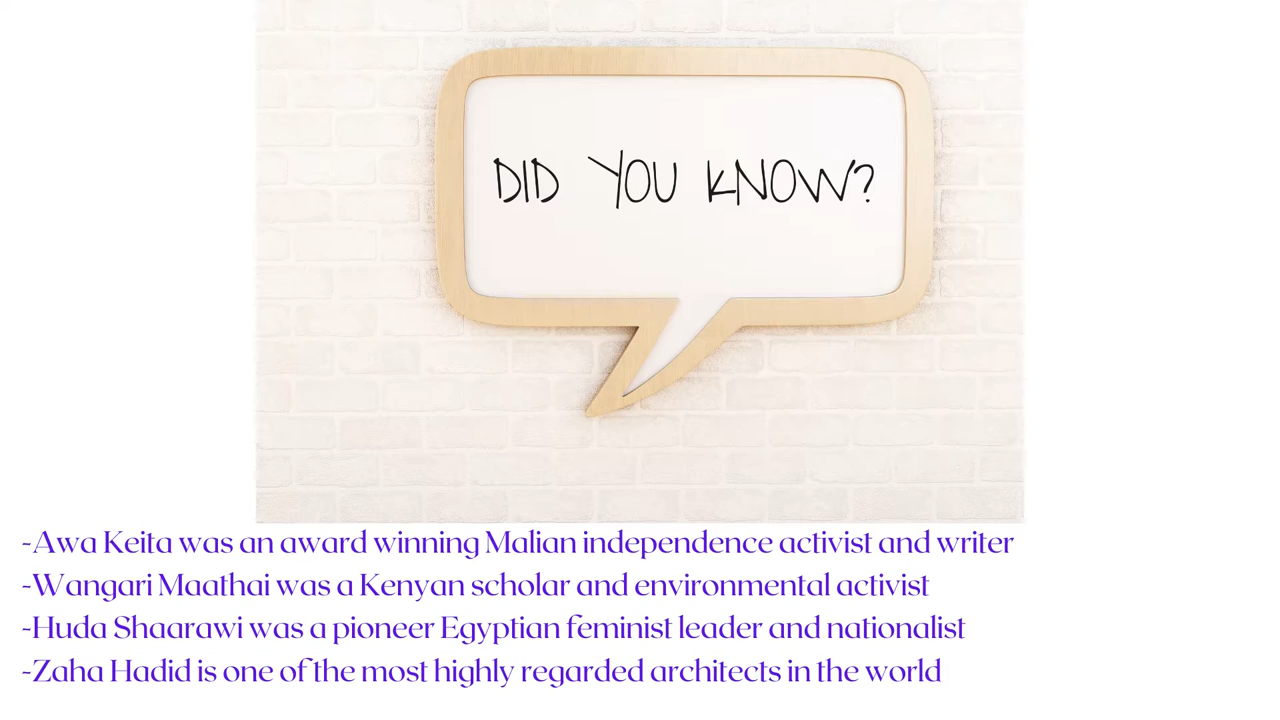 DID YOU KNOW?
-Awa Keita was an award winning Malian independence activist and writer
-Wangari Maathai was a Kenyan scholar and environmental activist
-Huda Shaarawi was a pioneer Egyptian feminist leader and nationalist
-Zaha Hadid is one of the most highly regarded architects in the world